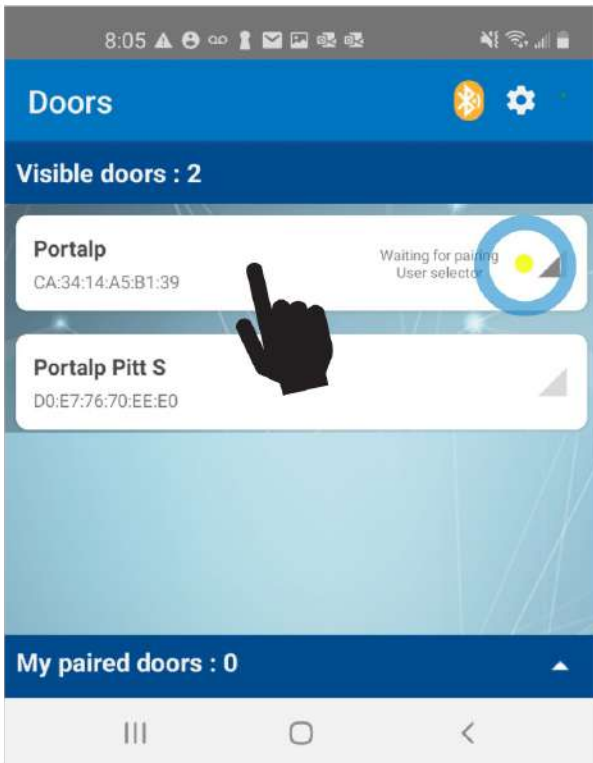 8:05
Doors
Visible doors : 2
Portalp
CA:34:14:A5:B1:39
Waiting for pairing
User selector
Portalp Pitt S
D0:E7:76:70:EE:E0
My paired doors : 0